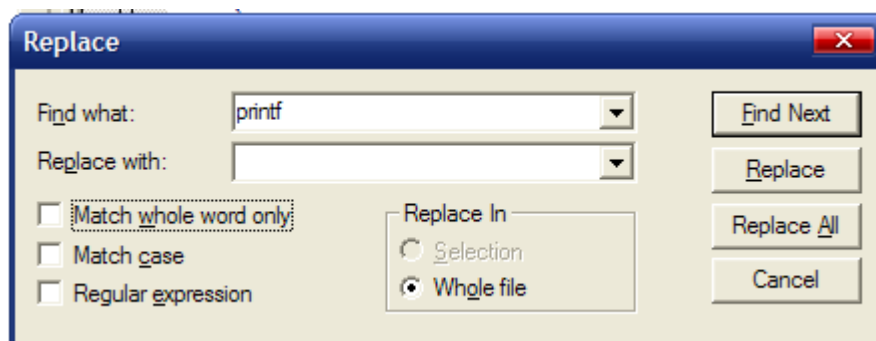 Replace
Find what: printf Find Next
Replace with: Replace
Match whole word only Replace In Replace All
Match case Selection Cancel
Regular expression Whole file